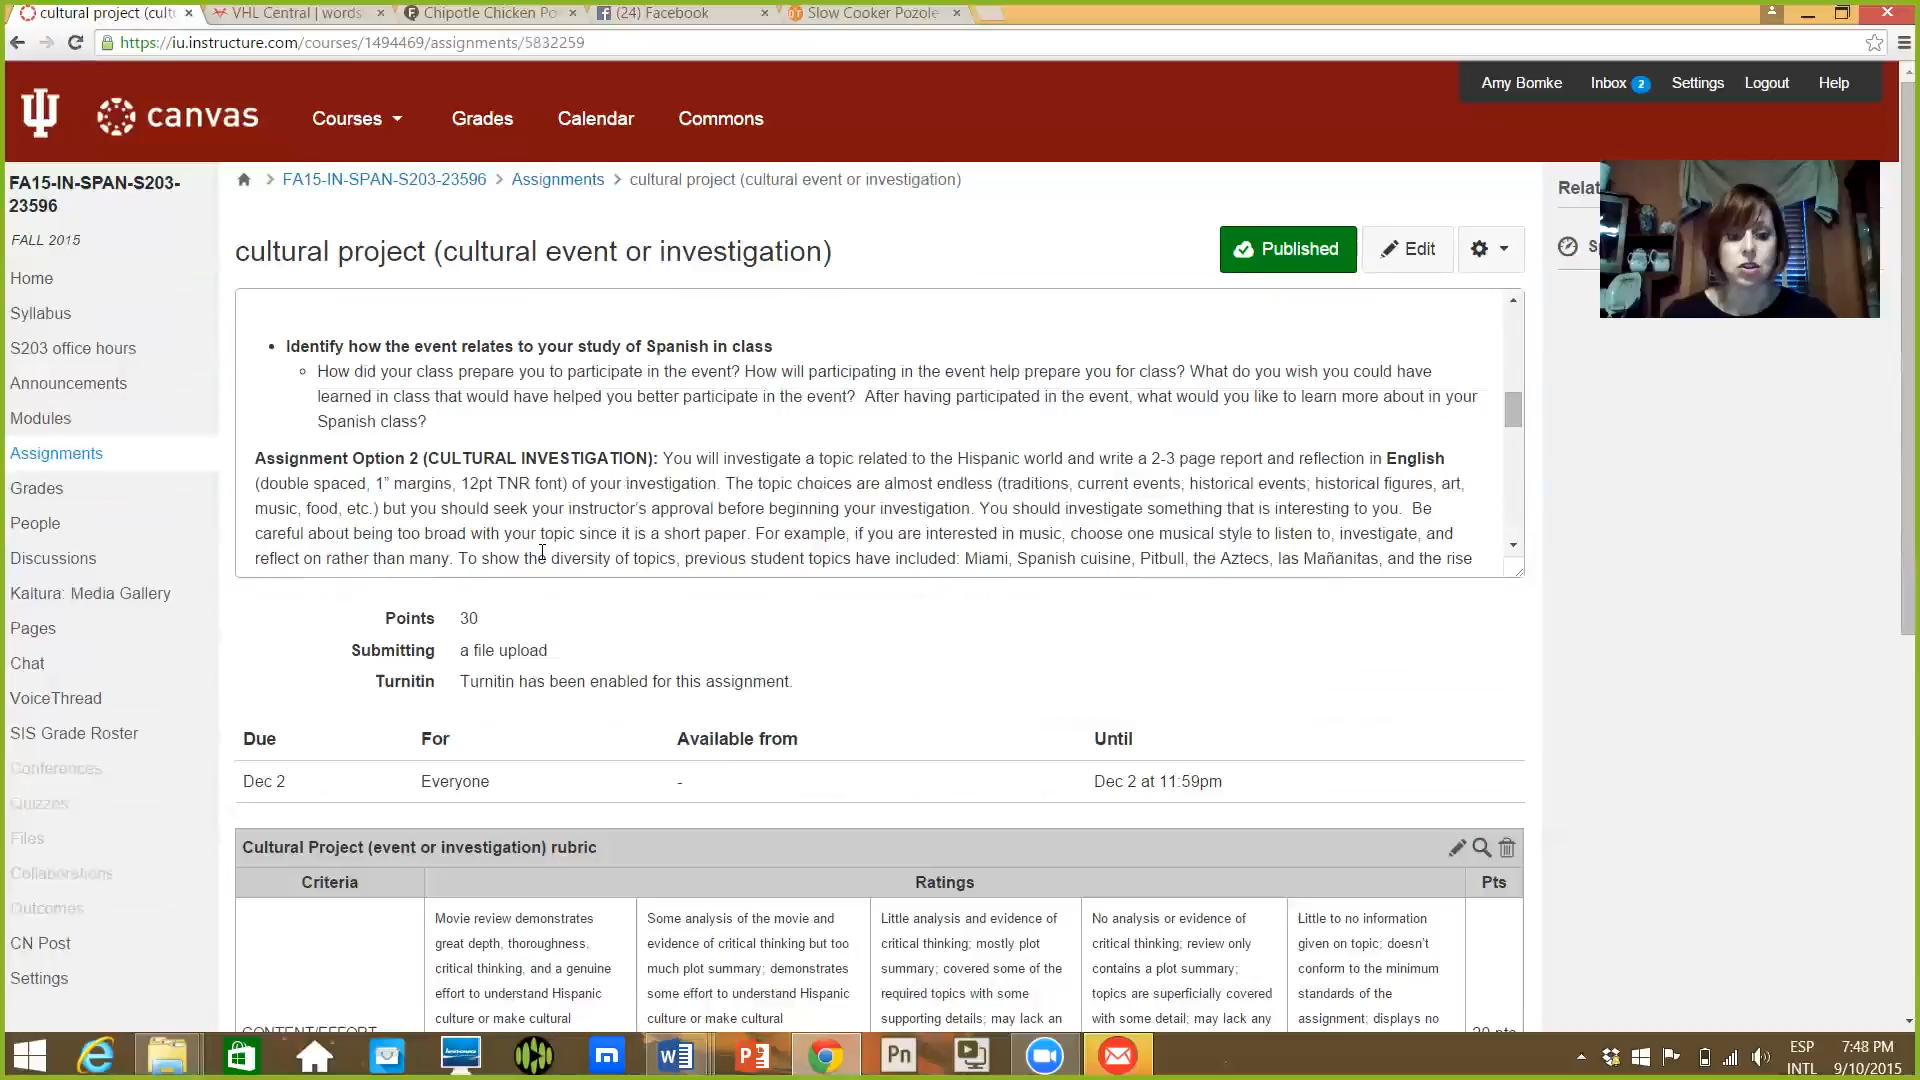 cultural project (cult
VHL Central | words
Chipotle Chicken Po
(24) Facebook
Slow Cooker Pozole
https://iu.instructure.com/courses/1494469/assignments/5832259
Amy Bomke
Inbox 2
Settings
Logout
Help
canvas
Courses
Grades
Calendar
Commons
FA15-IN-SPAN-S203-
23596
FALL 2015
Home
Syllabus
S203 office hours
Announcements
Modules
Assignments
Grades
People
Discussions
Kaltura: Media Gallery
Pages
Chat
VoiceThread
SIS Grade Roster
Conferences
Quizzes
Files
Collaborations
Outcomes
CN Post
Settings
FA15-IN-SPAN-S203-23596 > Assignments > cultural project (cultural event or investigation)
cultural project (cultural event or investigation)
Published
Edit
Relat
S
Identify how the event relates to your study of Spanish in class
How did your class prepare you to participate in the event? How will participating in the event help prepare you for class? What do you wish you could have
learned in class that would have helped you better participate in the event? After having participated in the event, what would you like to learn more about in your
Spanish class?
Assignment Option 2 (CULTURAL INVESTIGATION): You will investigate a topic related to the Hispanic world and write a 2-3 page report and reflection in English
(double spaced, 1” margins, 12pt TNR font) of your investigation. The topic choices are almost endless (traditions, current events, historical events; historical figures, art,
music, food, etc.) but you should seek your instructor’s approval before beginning your investigation. You should investigate something that is interesting to you. Be
careful about being too broad with your topic since it is a short paper. For example, if you are interested in music, choose one musical style to listen to, investigate, and
reflect on rather than many. To show the diversity of topics, previous student topics have included: Miami, Spanish cuisine, Pitbull, the Aztecs, las Mañanitas, and the rise
Points 30
Submitting a file upload
Turnitin Turnitin has been enabled for this assignment.
Due For Available from Until
Dec 2 Everyone - Dec 2 at 11:59pm
Cultural Project (event or investigation) rubric
Criteria Ratings Pts
Movie review demonstrates
great depth, thoroughness,
critical thinking, and a genuine
effort to understand Hispanic
culture or make cultural
Some analysis of the movie and
evidence of critical thinking but too
much plot summary; demonstrates
some effort to understand Hispanic
culture or make cultural
Little analysis and evidence of
critical thinking; mostly plot
summary; covered some of the
required topics with some
supporting details; may lack an
No analysis or evidence of
critical thinking; review only
contains a plot summary;
topics are superficially covered
with some detail; may lack any
Little to no information
given on topic; doesn’t
conform to the minimum
standards of the
assignment; displays no
CONTENT/EFFORT
20 pts
Pn
ESP
INTL
7:48 PM
9/10/2015